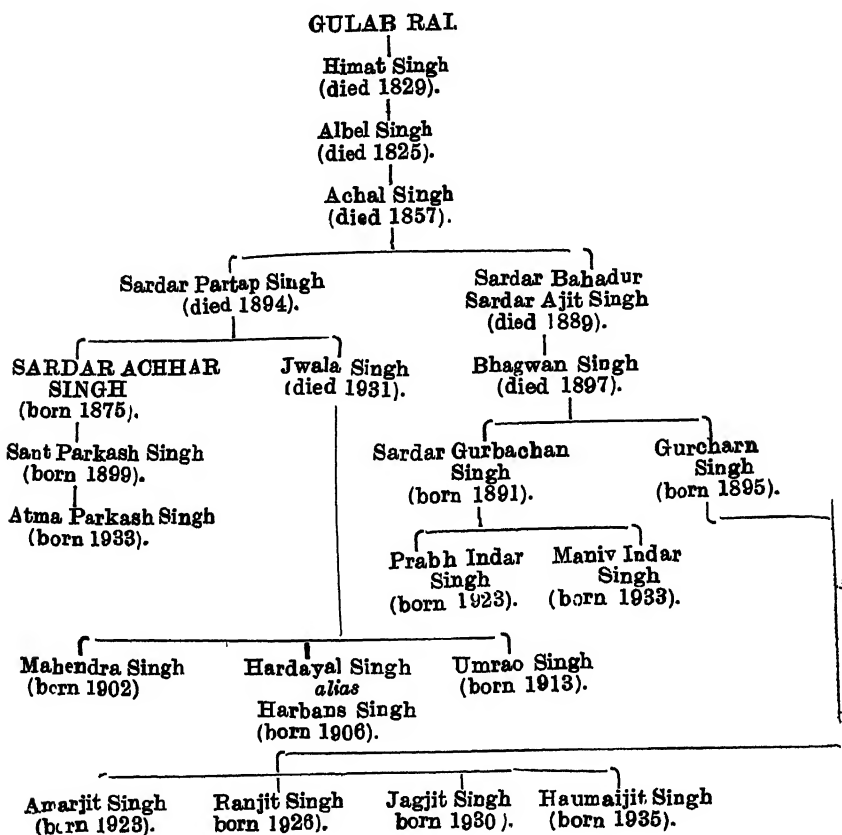 GULAB RAI.
Himat Singh
(died 1829).
Albel Singh
(died 1825).
Achal Singh
(died 1857).
Sardar Partap Singh
(died 1894).
Sardar Bahadur
Sardar Ajit Singh
(died 1889).
SARDAR ACHHAR
SINGH
(born 1875).
Jwala Singh
(died 1931).
Bhagwan Singh
(died 1897).
Sant Parkash Singh
(born 1899).
Sardar Gurbachan
Singh
(born 1891).
Gurcharn
Singh
(born 1895).
Atma Parkash Singh
(born 1933).
Prabh Indar
Singh
(born 1923).
Maniv Indar
Singh
(born 1933).
Mahendra Singh
(born 1902)
Hardayal Singh
alias
Harbans Singh
(born 1906).
Umrao Singh
(born 1913).
Amarjit Singh
(born 1923).
Ranjit Singh
born 1926).
Jagjit Singh
born 1930).
Haumaijit Singh
(born 1935).